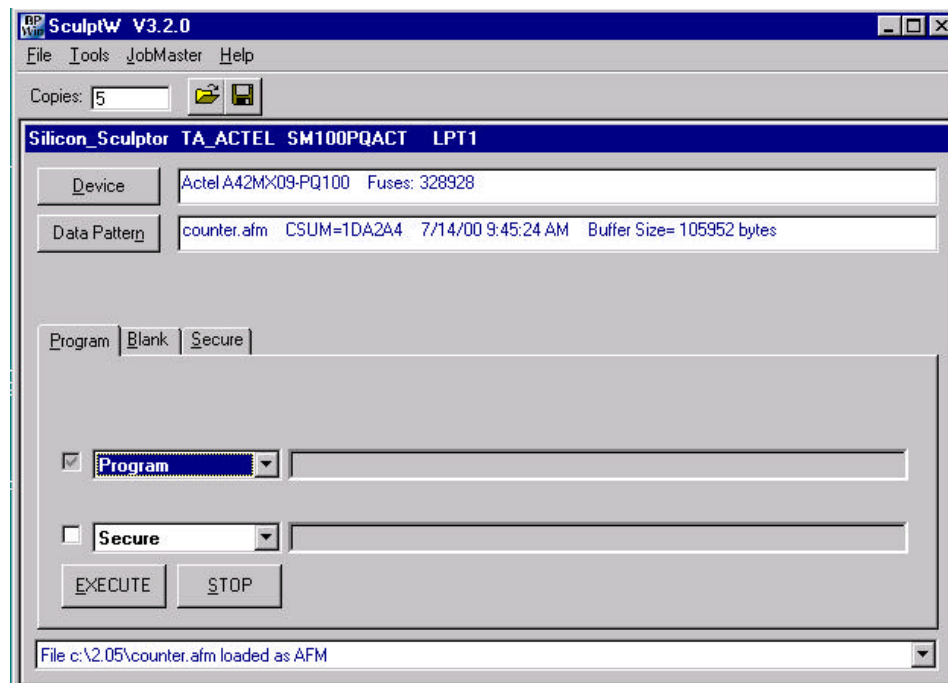 BP Win SculptW V3.2.0
File Tools JobMaster Help
Copies: 5
Silicon_Sculptor TA_ACTEL SM100PQACT LPT1
Device Actel A42MX09-PQ100 Fuses: 328928
Data Pattern counter.afm CSUM=1DA2A4 7/14/00 9:45:24 AM Buffer Size= 105952 bytes
Program Blank Secure
Program
Secure
EXECUTE STOP
File c:\2.05\counter.afm loaded as AFM